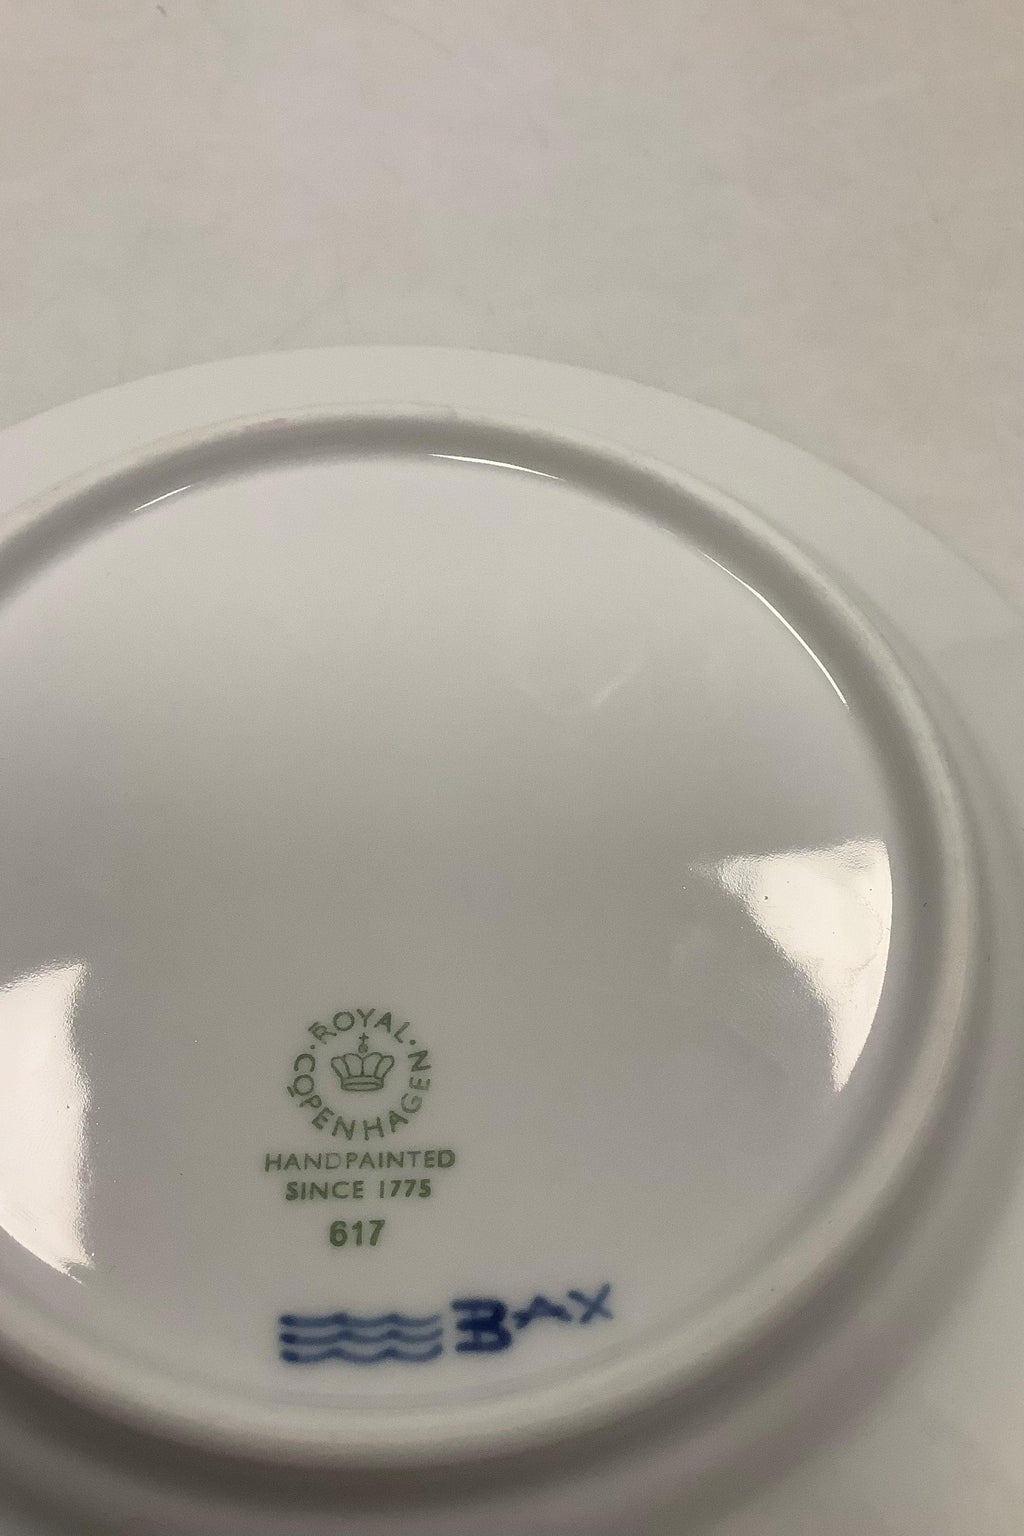 ROYAL · COPENHAGEN ·
HANDPAINTED
SINCE 1775
617
BAX